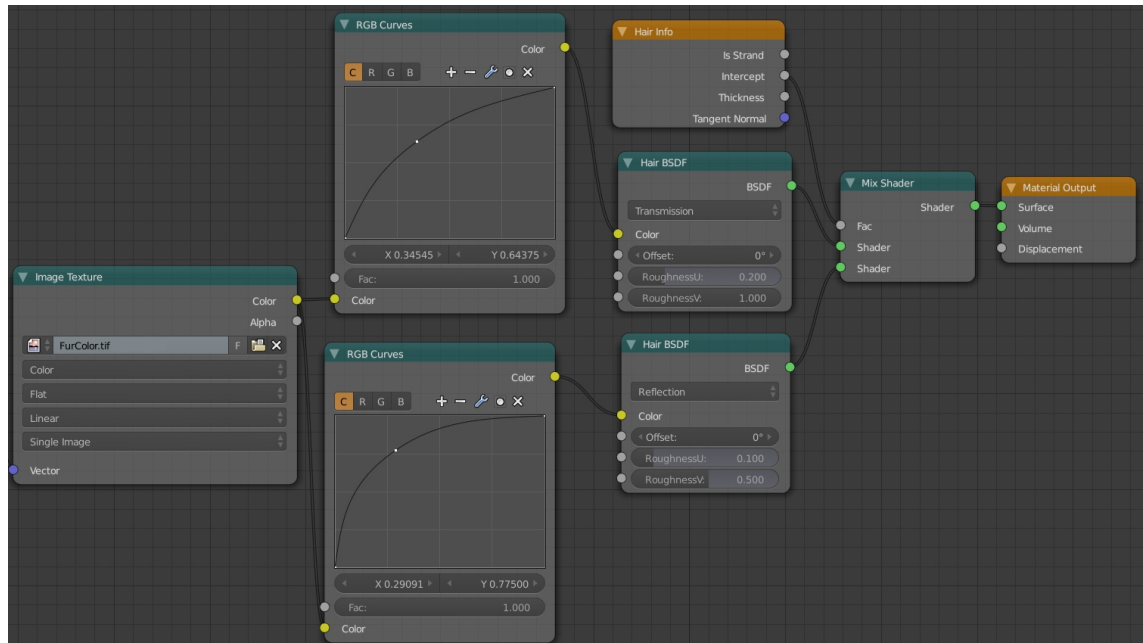 RGB Curves
Color
C R G B
X 0.34545 Y 0.64375
Fac: 1.000
Color
Hair Info
Is Strand
Intercept
Thickness
Tangent Normal
Hair BSDF
BSDF
Transmission
Color
Offset: 0°
RoughnessU: 0.200
RoughnessV: 1.000
Mix Shader
Shader
Fac
Shader
Shader
Material Output
Surface
Volume
Displacement
Image Texture
Color
Alpha
FurColor.tif F
Color
Flat
Linear
Single Image
Vector
RGB Curves
Color
C R G B
X 0.29091 Y 0.77500
Fac: 1.000
Color
Hair BSDF
BSDF
Reflection
Color
Offset: 0°
RoughnessU: 0.100
RoughnessV: 0.500